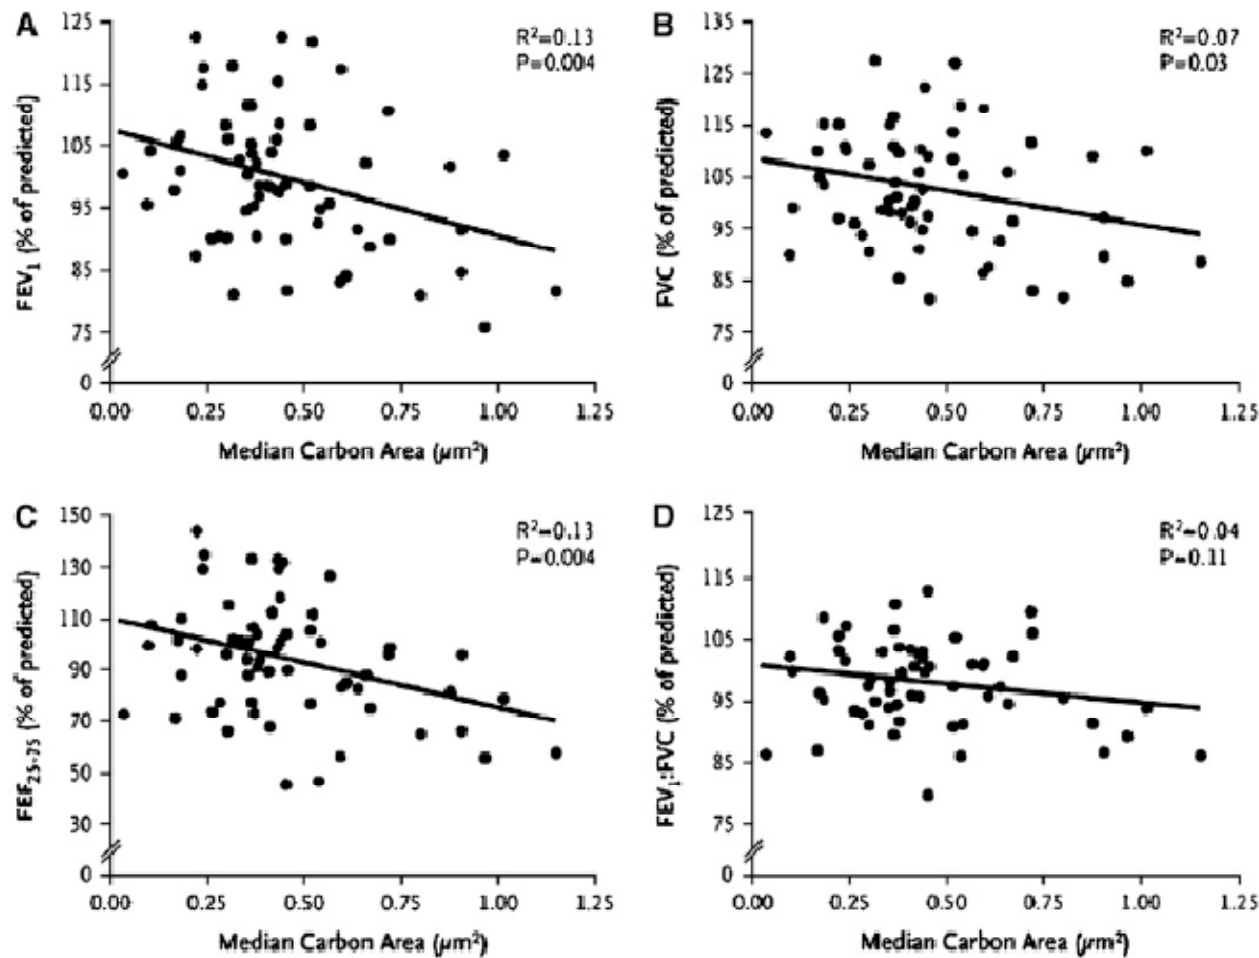 A
R²=0.13
P=0.004
FEV₁ (% of predicted)
125
115
105
95
85
75
0
0.00 0.25 0.50 0.75 1.00 1.25
Median Carbon Area (μm²)
B
R²=0.07
P=0.03
FVC (% of predicted)
135
125
115
105
95
85
75
0
0.00 0.25 0.50 0.75 1.00 1.25
Median Carbon Area (μm²)
C
R²=0.13
P=0.004
FEF₂₅₋₇₅ (% of predicted)
150
130
110
90
70
50
30
0
0.00 0.25 0.50 0.75 1.00 1.25
Median Carbon Area (μm²)
D
R²=0.04
P=0.11
FEV₁:FVC (% of predicted)
125
115
105
95
85
75
0
0.00 0.25 0.50 0.75 1.00 1.25
Median Carbon Area (μm²)